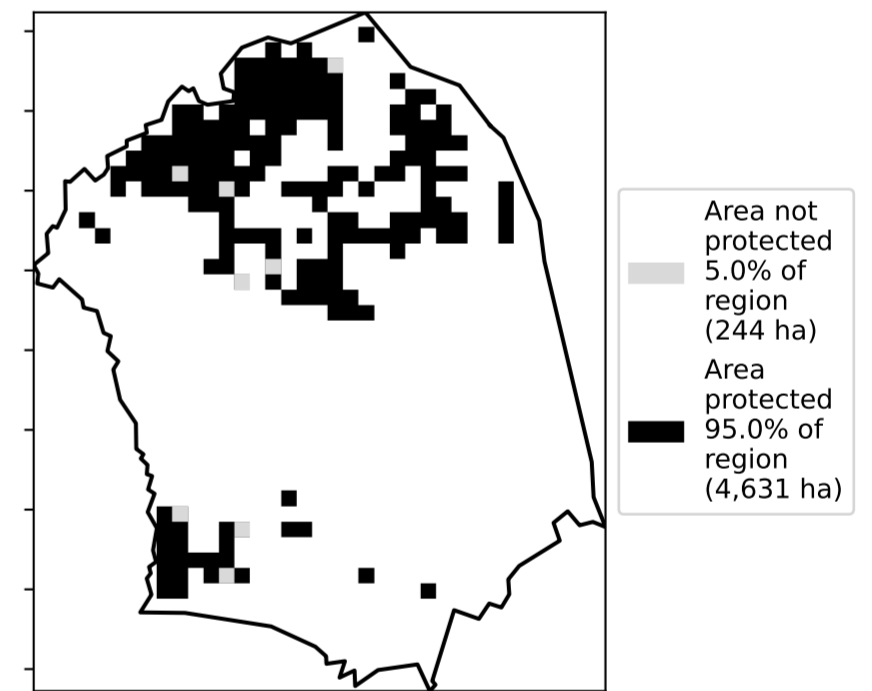 Area not
protected
5.0% of
region
(244 ha)
Area
protected
95.0% of
region
(4,631 ha)